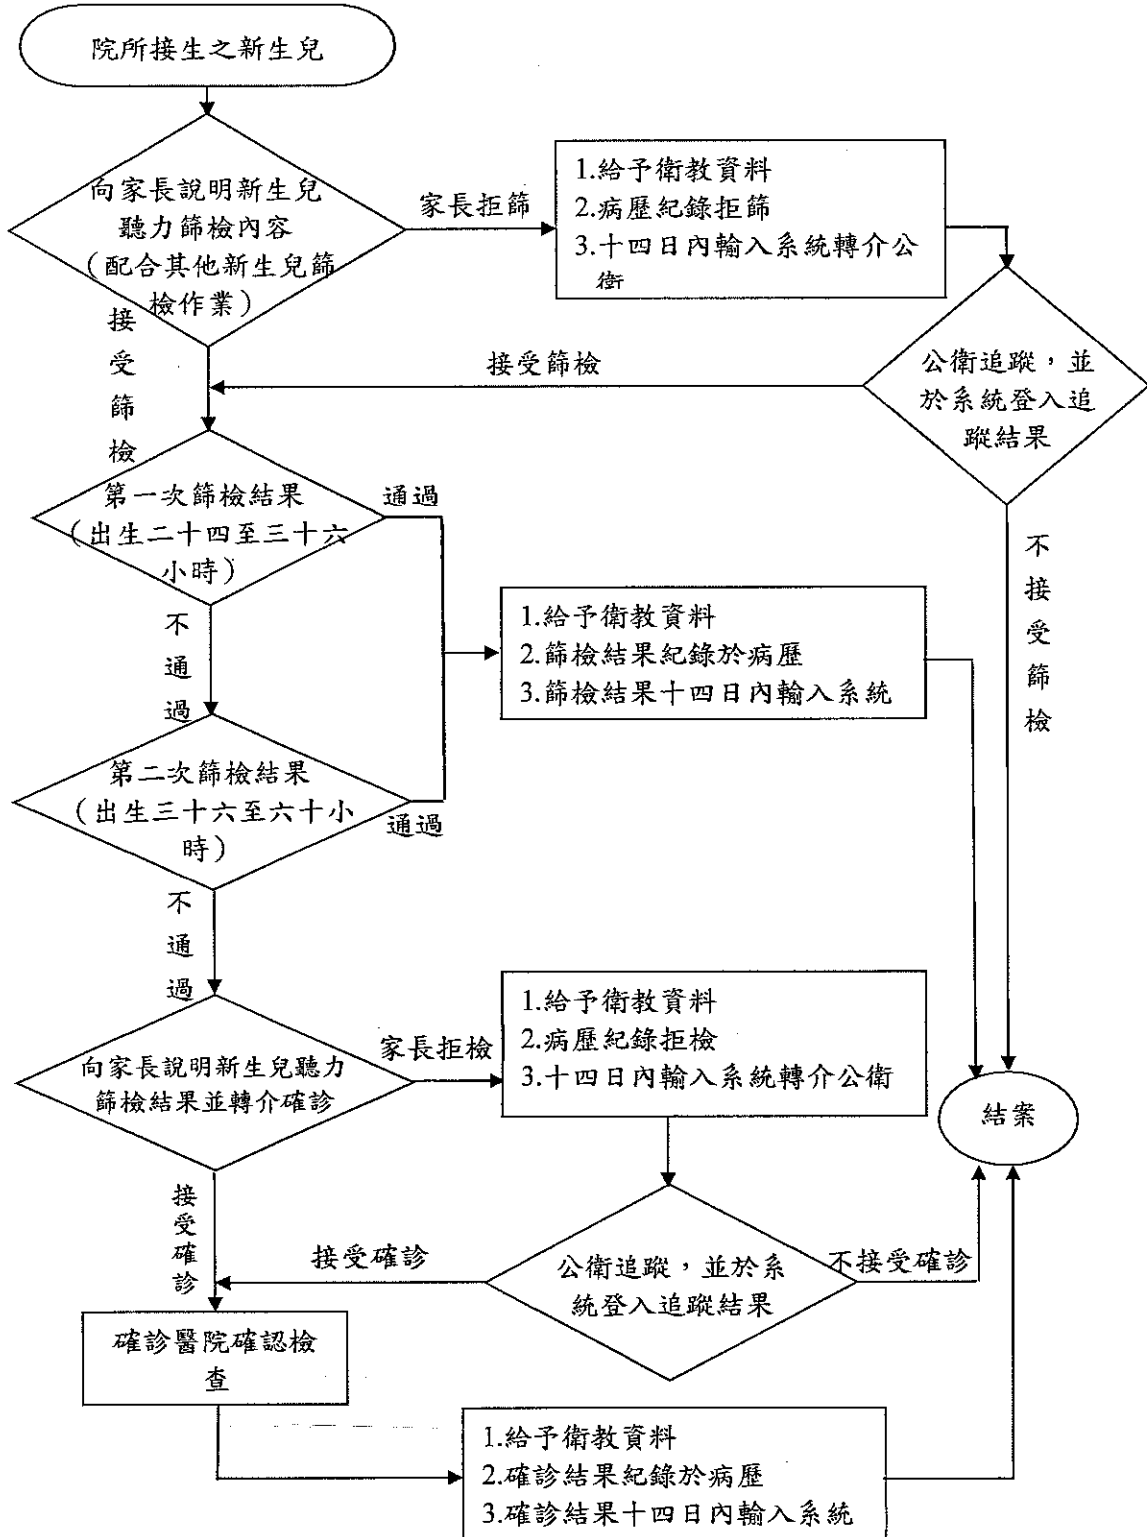 院所接生之新生兒
向家長說明新生兒
聽力篩檢內容
（配合其他新生兒篩
檢作業）
家長拒篩
1.給予衛教資料
2.病歷紀錄拒篩
3.十四日內輸入系統轉介公
衛
接受篩檢
公衛追蹤，並
於系統登入追
蹤結果
接受篩檢
第一次篩檢結果
（出生二十四至三十六
小時）
通過
不接受篩檢
不通過
1.給予衛教資料
2.篩檢結果紀錄於病歷
3.篩檢結果十四日內輸入系統
第二次篩檢結果
（出生三十六至六十小
時）
通過
不通過
向家長說明新生兒聽力
篩檢結果並轉介確診
家長拒檢
1.給予衛教資料
2.病歷紀錄拒檢
3.十四日內輸入系統轉介公衛
結案
接受確診
接受確診
公衛追蹤，並於系
統登入追蹤結果
不接受確診
確診醫院確認檢
查
1.給予衛教資料
2.確診結果紀錄於病歷
3.確診結果十四日內輸入系統